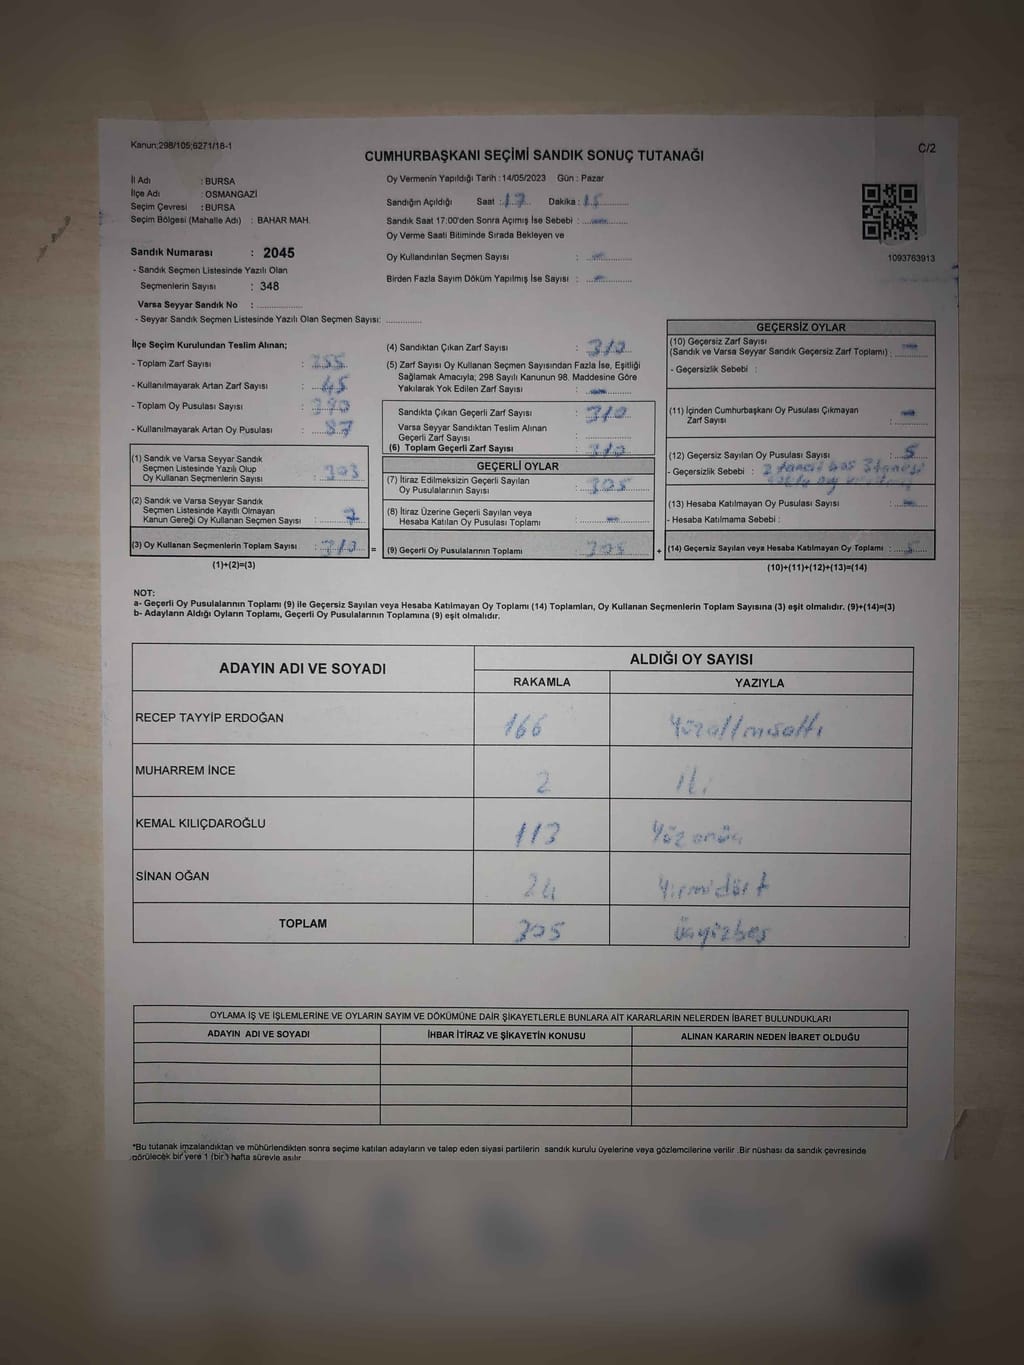 Kanun;298/105;6271/18-1
C/2
CUMHURBAŞKANI SEÇİMİ SANDIK SONUÇ TUTANAĞI
İl Adı : BURSA
İlçe Adı : OSMANGAZİ
Seçim Çevresi : BURSA
Seçim Bölgesi (Mahalle Adı) : BAHAR MAH.
Sandık Numarası : 2045
- Sandık Seçmen Listesinde Yazılı Olan
Seçmenlerin Sayısı : 348
Varsa Seyyar Sandık No :
- Seyyar Sandık Seçmen Listesinde Yazılı Olan Seçmen Sayısı:
Oy Vermenin Yapıldığı Tarih : 14/05/2023 Gün : Pazar
Sandığın Açıldığı Saat : 17 Dakika : 15
Sandık Saat 17:00'den Sonra Açımış İse Sebebi : -
Oy Verme Saati Bitiminde Sırada Bekleyen ve
Oy Kullandırılan Seçmen Sayısı : -
Birden Fazla Sayım Döküm Yapılmış İse Sayısı : -
1093763913
İlçe Seçim Kurulundan Teslim Alınan;
- Toplam Zarf Sayısı : 355
- Kullanılmayarak Artan Zarf Sayısı : 45
- Toplam Oy Pusulası Sayısı :
- Kullanılmayarak Artan Oy Pusulası : 87
(1) Sandık ve Varsa Seyyar Sandık
Seçmen Listesinde Yazılı Olup
Oy Kullanan Seçmenlerin Sayısı : 303
(2) Sandık ve Varsa Seyyar Sandık
Seçmen Listesinde Kayıtlı Olmayan
Kanun Gereği Oy Kullanan Seçmen Sayısı : 7
(3) Oy Kullanan Seçmenlerin Toplam Sayısı : 310 =
(1)+(2)=(3)
(4) Sandıktan Çıkan Zarf Sayısı : 310
(5) Zarf Sayısı Oy Kullanan Seçmen Sayısından Fazla İse, Eşitliği
Sağlamak Amacıyla; 298 Sayılı Kanunun 98. Maddesine Göre
Yakılarak Yok Edilen Zarf Sayısı : -
Sandıkta Çıkan Geçerli Zarf Sayısı : 310
Varsa Seyyar Sandıktan Teslim Alınan
Geçerli Zarf Sayısı :
(6) Toplam Geçerli Zarf Sayısı : 310
GEÇERLİ OYLAR
(7) İtiraz Edilmeksizin Geçerli Sayılan
Oy Pusulalarının Sayısı : 305
(8) İtiraz Üzerine Geçerli Sayılan veya
Hesaba Katılan Oy Pusulası Toplamı : -
(9) Geçerli Oy Pusulalarının Toplamı : 305 +
GEÇERSİZ OYLAR
(10) Geçersiz Zarf Sayısı
(Sandık ve Varsa Seyyar Sandık Geçersiz Zarf Toplamı) : -
- Geçersizlik Sebebi :
(11) İçinden Cumhurbaşkanı Oy Pusulası Çıkmayan
Zarf Sayısı : -
(12) Geçersiz Sayılan Oy Pusulası Sayısı : 5
- Geçersizlik Sebebi : 2 tanesi boş 3 tanesi
(13) Hesaba Katılmayan Oy Pusulası Sayısı : -
- Hesaba Katılmama Sebebi :
(14) Geçersiz Sayılan veya Hesaba Katılmayan Oy Toplamı : 5
(10)+(11)+(12)+(13)=(14)
NOT:
a- Geçerli Oy Pusulalarının Toplamı (9) ile Geçersiz Sayılan veya Hesaba Katılmayan Oy Toplamı (14) Toplamları, Oy Kullanan Seçmenlerin Toplam Sayısına (3) eşit olmalıdır. (9)+(14)=(3)
b- Adayların Aldığı Oyların Toplamı, Geçerli Oy Pusulalarının Toplamına (9) eşit olmalıdır.
ADAYIN ADI VE SOYADI
ALDIĞI OY SAYISI
RAKAMLA YAZIYLA
RECEP TAYYİP ERDOĞAN 166 Yüzaltmışaltı
MUHARREM İNCE 2 İki
KEMAL KILIÇDAROĞLU 113 Yüz onüç
SİNAN OĞAN 24 Yirmidört
TOPLAM 305 Üçyüzbeş
OYLAMA İŞ VE İŞLEMLERİNE VE OYLARIN SAYIM VE DÖKÜMÜNE DAİR ŞİKAYETLERLE BUNLARA AİT KARARLARIN NELERDEN İBARET BULUNDUKLARI
ADAYIN ADI VE SOYADI İHBAR İTİRAZ VE ŞİKAYETİN KONUSU ALINAN KARARIN NEDEN İBARET OLDUĞU
*Bu tutanak imzalandıktan ve mühürlendikten sonra seçime katılan adayların ve talep eden siyasi partilerin sandık kurulu üyelerine veya gözlemcilerine verilir .Bir nüshası da sandık çevresinde
görülecek bir yere 1 (bir) hafta süreyle asılır